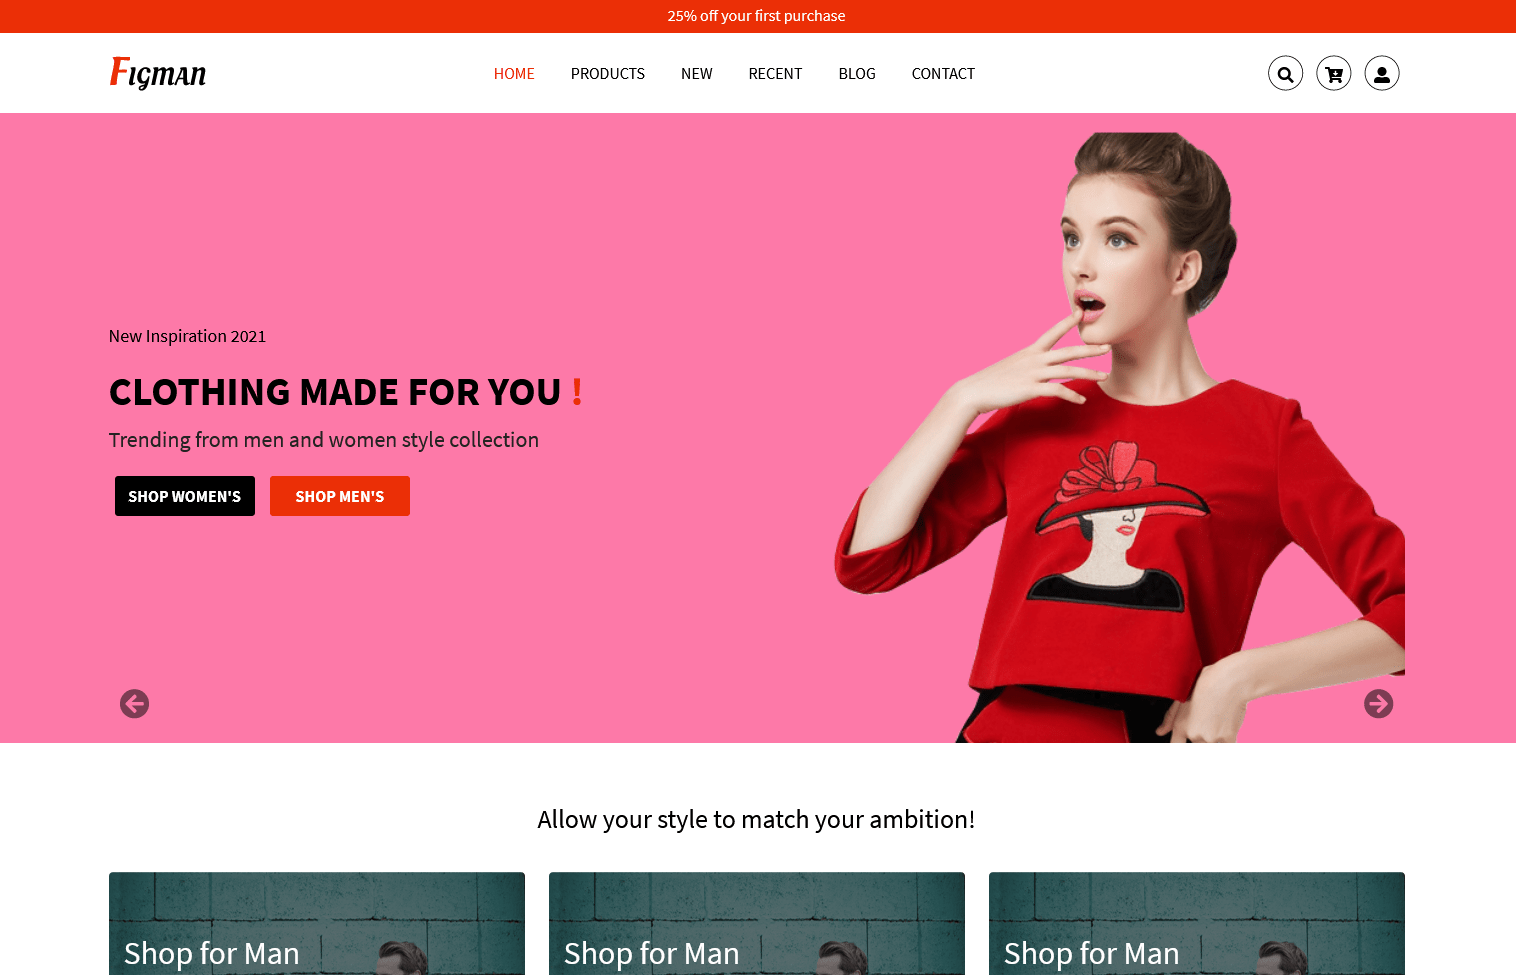 25% off your first purchase
Figman
HOME PRODUCTS NEW RECENT BLOG CONTACT
New Inspiration 2021
CLOTHING MADE FOR YOU !
Trending from men and women style collection
SHOP WOMEN'S SHOP MEN'S
Allow your style to match your ambition!
Shop for Man Shop for Man Shop for Man